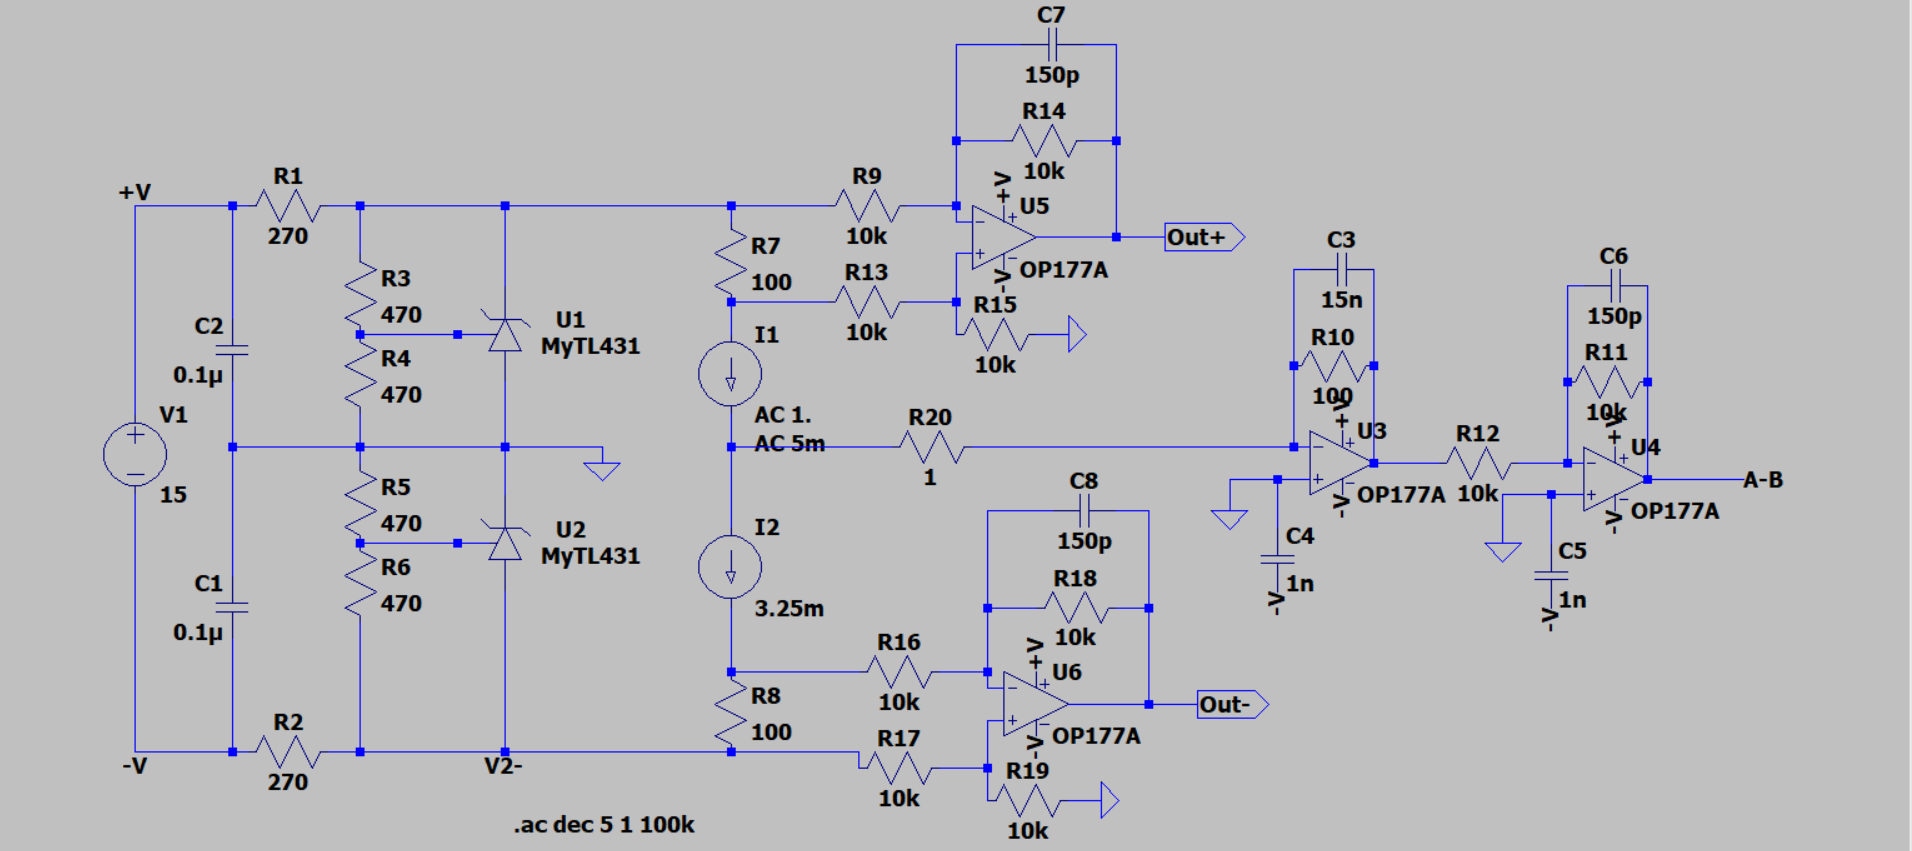 C7
150p
R14
10k
+V
R1
270
R9
10k
+V
U5
OP177A
-V
Out+
R7
100
R13
10k
R15
10k
R3
470
C2
0.1µ
R4
470
U1
MyTL431
I1
AC 1.
AC 5m
V1
15
R20
1
C3
15n
R10
100
+V
U3
OP177A
-V
C4
1n
-V
R12
10k
C6
150p
R11
10k
+V
U4
OP177A
-V
A-B
C5
1n
-V
R5
470
U2
MyTL431
R6
470
C1
0.1µ
I2
3.25m
C8
150p
R18
10k
+V
U6
OP177A
-V
Out-
R16
10k
R8
100
R17
10k
R19
10k
R2
270
-V
V2-
.ac dec 5 1 100k